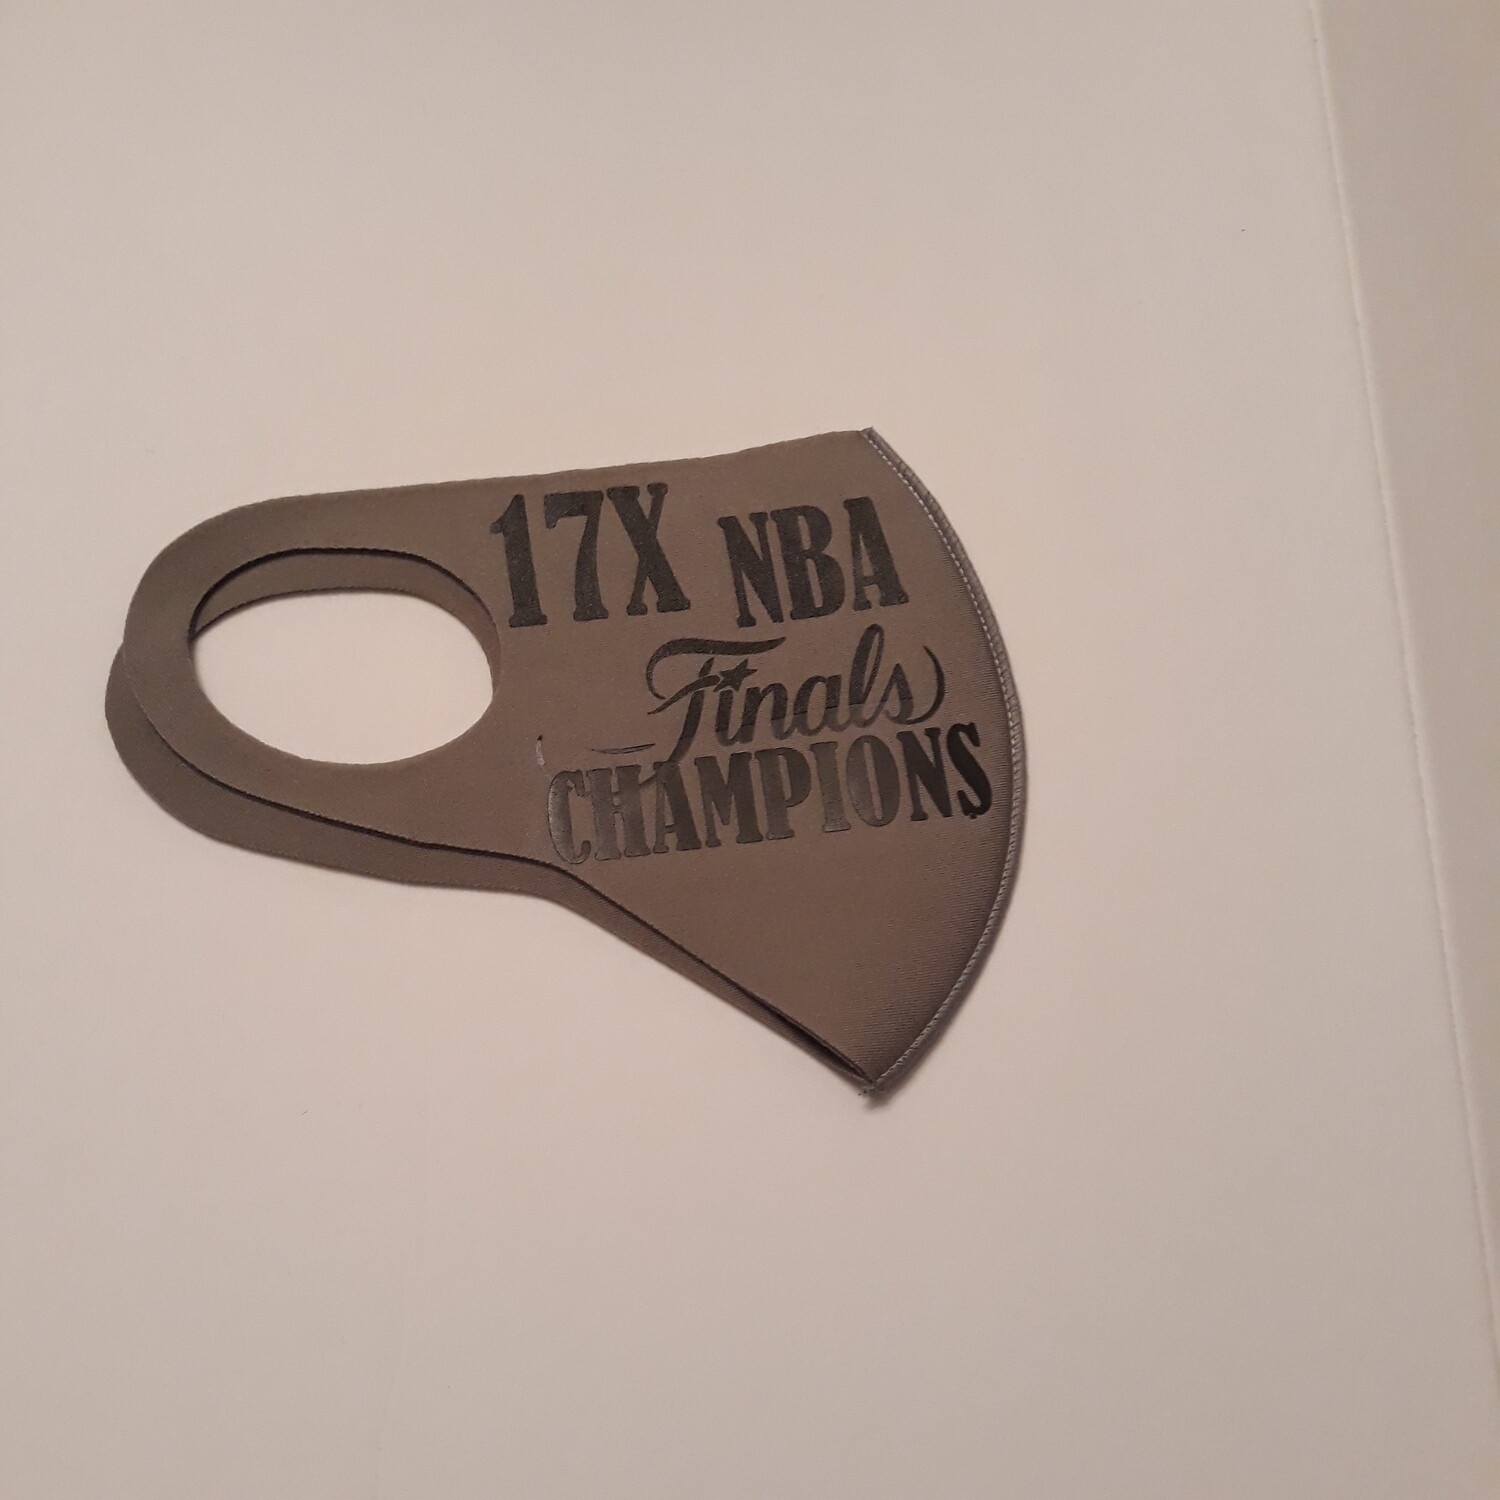 17X NBA
Finals
CHAMPIONS